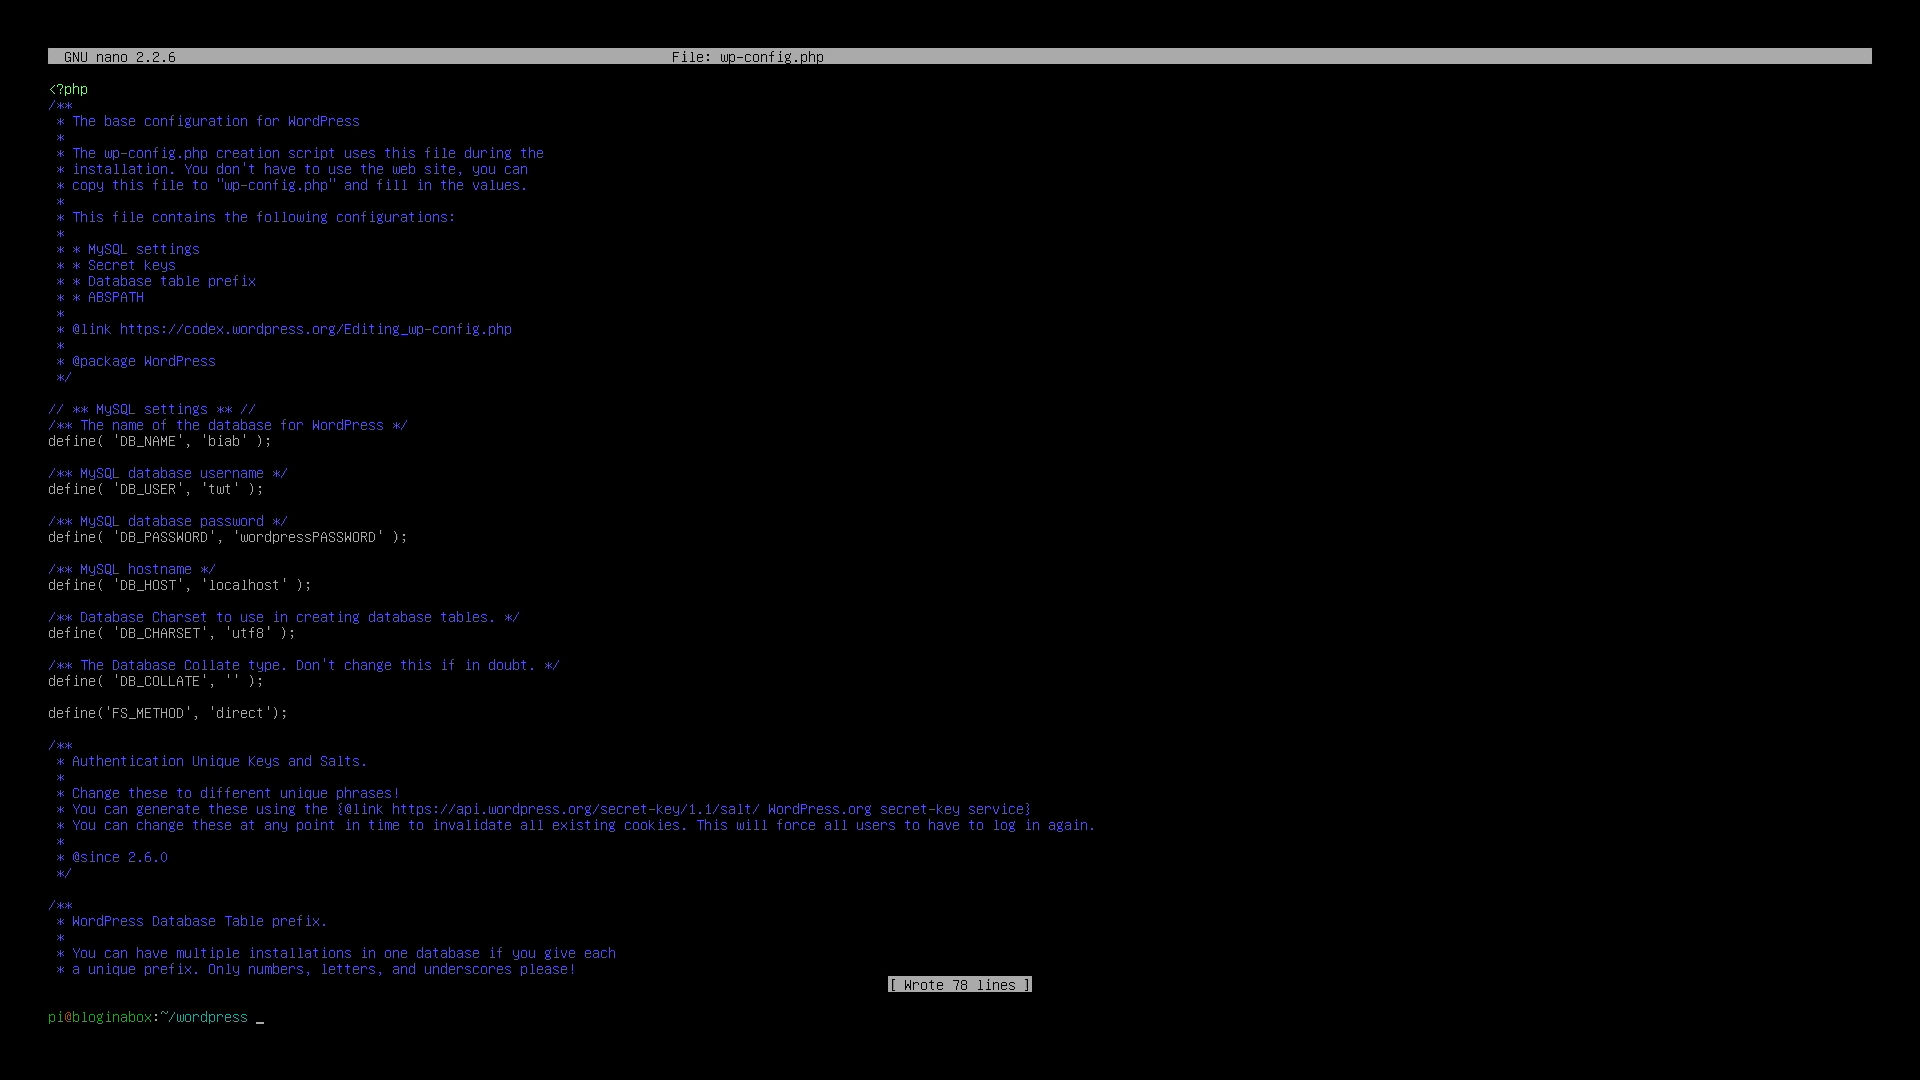 GNU nano 2.2.6 File: wp-config.php
<?php
/**
* The base configuration for WordPress
*
* The wp-config.php creation script uses this file during the
* installation. You don't have to use the web site, you can
* copy this file to "wp-config.php" and fill in the values.
*
* This file contains the following configurations:
*
* * MySQL settings
* * Secret keys
* * Database table prefix
* * ABSPATH
*
* @link https://codex.wordpress.org/Editing_wp-config.php
*
* @package WordPress
*/
// ** MySQL settings ** //
/** The name of the database for WordPress */
define( 'DB_NAME', 'biab' );
/** MySQL database username */
define( 'DB_USER', 'twt' );
/** MySQL database password */
define( 'DB_PASSWORD', 'wordpressPASSWORD' );
/** MySQL hostname */
define( 'DB_HOST', 'localhost' );
/** Database Charset to use in creating database tables. */
define( 'DB_CHARSET', 'utf8' );
/** The Database Collate type. Don't change this if in doubt. */
define( 'DB_COLLATE', '' );
define('FS_METHOD', 'direct');
/**
* Authentication Unique Keys and Salts.
*
* Change these to different unique phrases!
* You can generate these using the {@link https://api.wordpress.org/secret-key/1.1/salt/ WordPress.org secret-key service}
* You can change these at any point in time to invalidate all existing cookies. This will force all users to have to log in again.
*
* @since 2.6.0
*/
/**
* WordPress Database Table prefix.
*
* You can have multiple installations in one database if you give each
* a unique prefix. Only numbers, letters, and underscores please!
[ Wrote 78 lines ]
pi@bloginabox:~/wordpress _